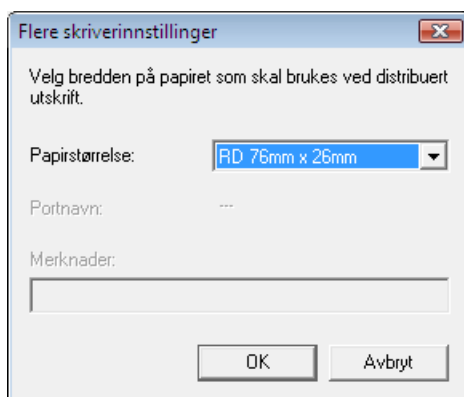 Flere skriverinnstillinger
Velg bredden på papiret som skal brukes ved distribuert
utskrift.
Papirstørrelse: RD 76mm x 26mm
Portnavn: ---
Merknader:
OK Avbryt